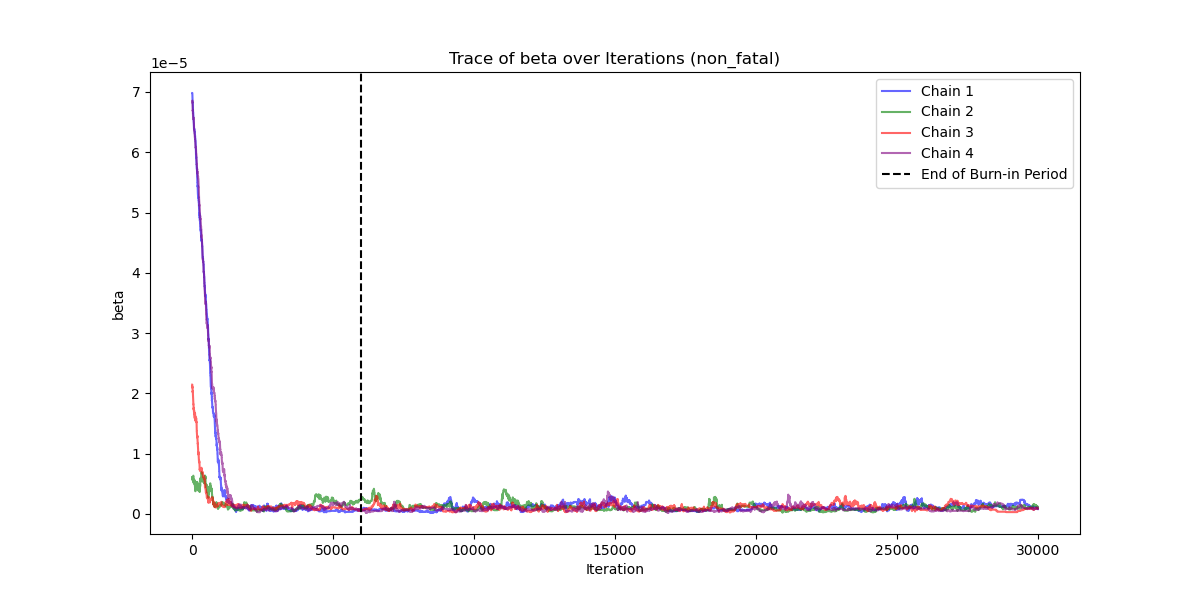 Trace of beta over Iterations (non_fatal)
1e−5
7
6
5
4
3
2
1
0
beta
Chain 1
Chain 2
Chain 3
Chain 4
End of Burn-in Period
0 5000 10000 15000 20000 25000 30000
Iteration